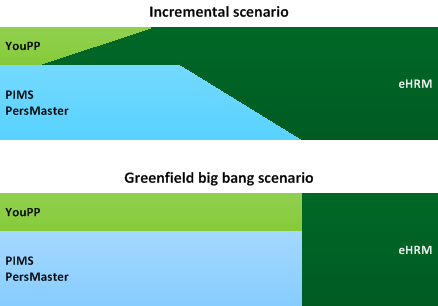 Incremental scenario
YouPP
PIMS
PersMaster
eHRM
Greenfield big bang scenario
YouPP
PIMS
PersMaster
eHRM